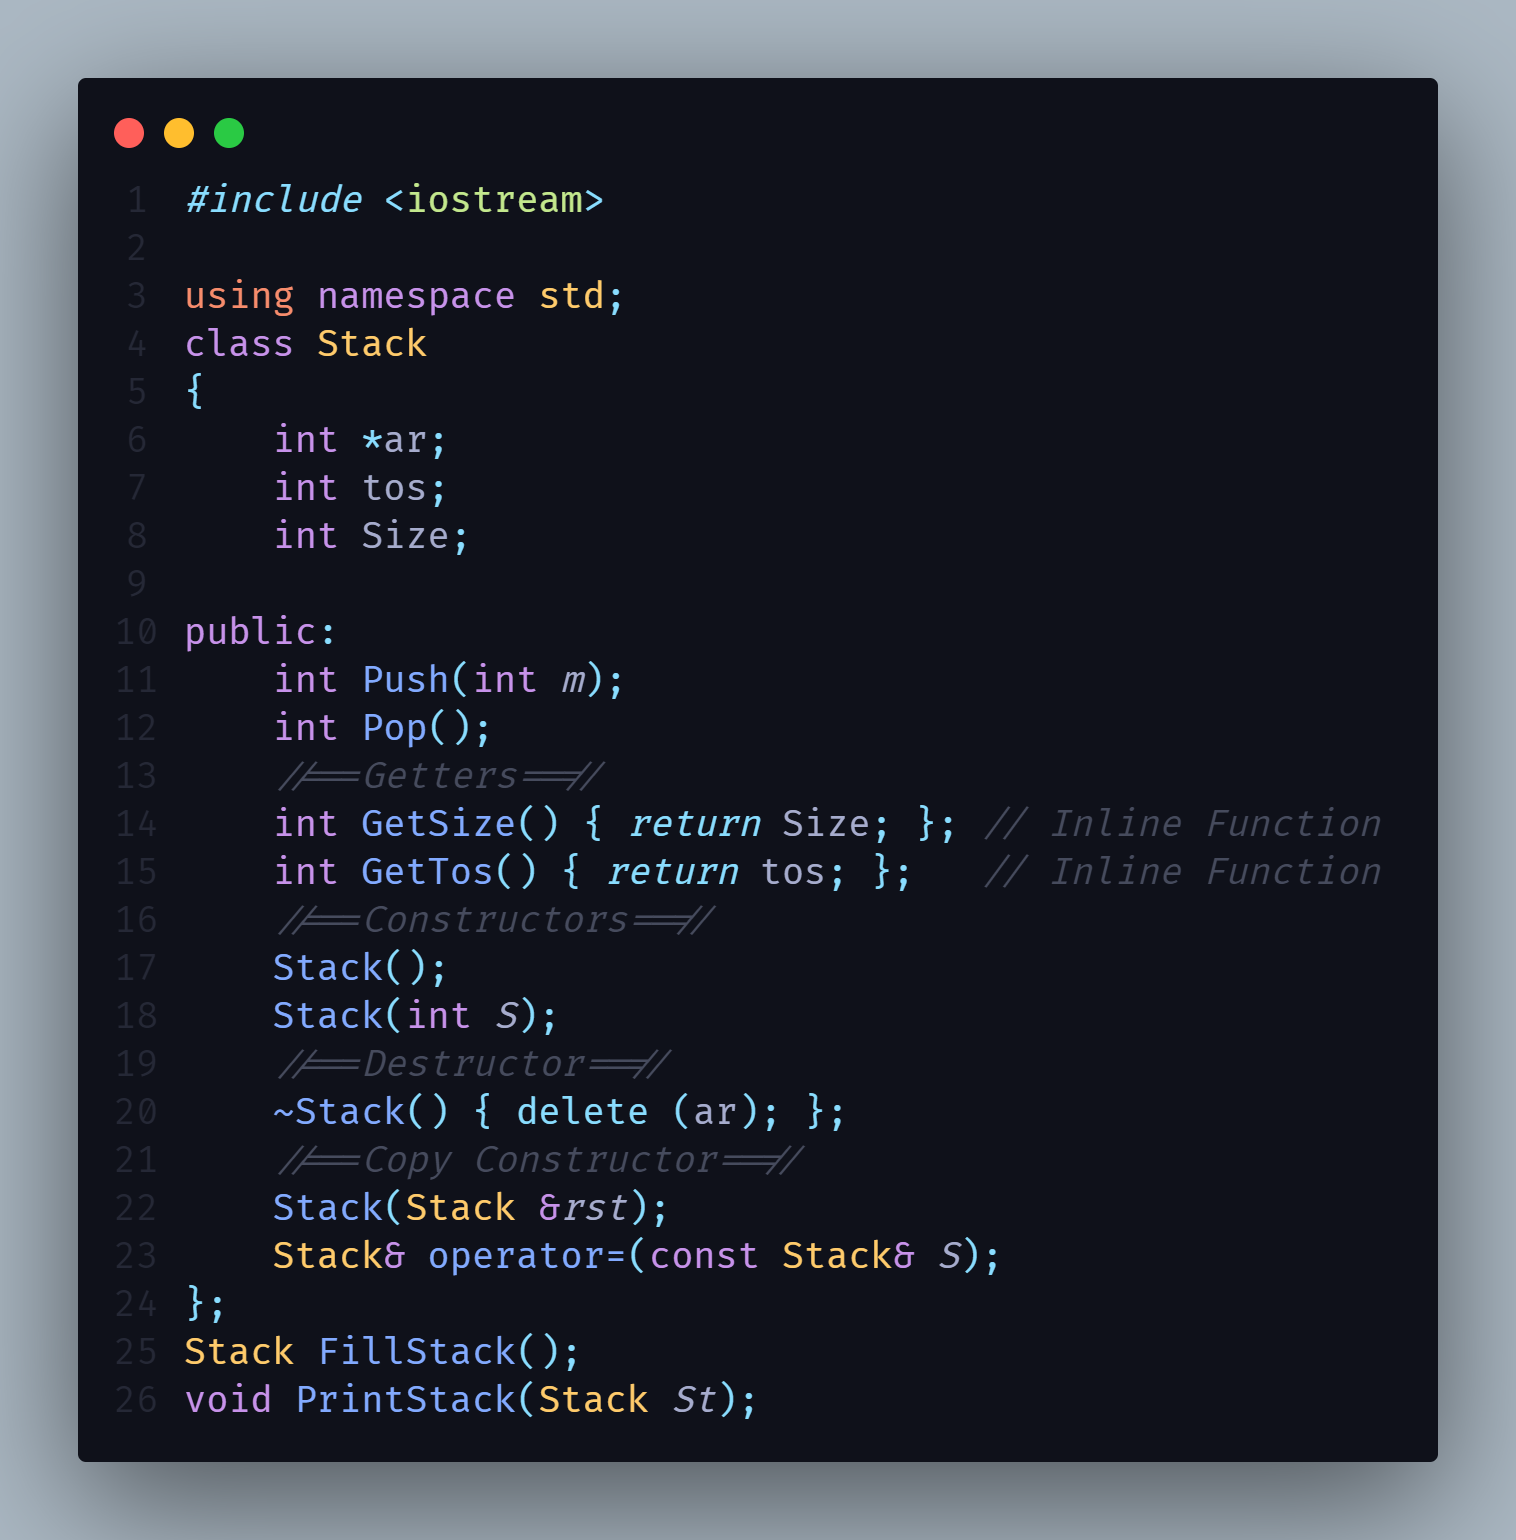 1 #include <iostream>
2
3 using namespace std;
4 class Stack
5 {
6     int *ar;
7     int tos;
8     int Size;
9
10 public:
11     int Push(int m);
12     int Pop();
13     //===Getters===//
14     int GetSize() { return Size; }; // Inline Function
15     int GetTos() { return tos; };   // Inline Function
16     //===Constructors===//
17     Stack();
18     Stack(int S);
19     //===Destructor===//
20     ~Stack() { delete (ar); };
21     //===Copy Constructor===//
22     Stack(Stack &rst);
23     Stack& operator=(const Stack& S);
24 };
25 Stack FillStack();
26 void PrintStack(Stack St);